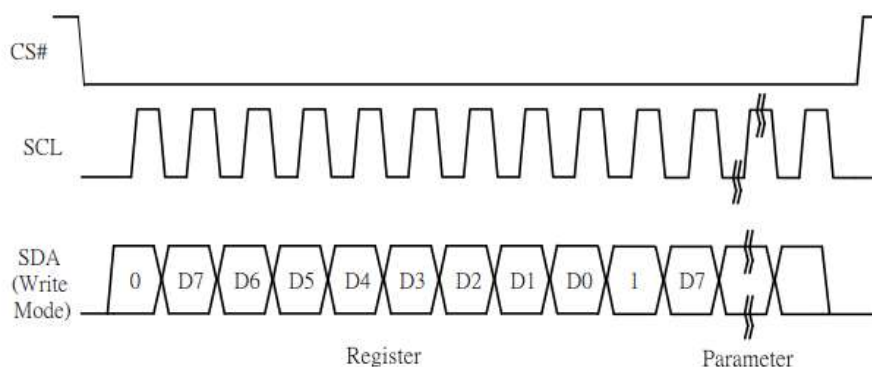 CS#
SCL
SDA
(Write
Mode)
0 D7 D6 D5 D4 D3 D2 D1 D0 1 D7
Register Parameter